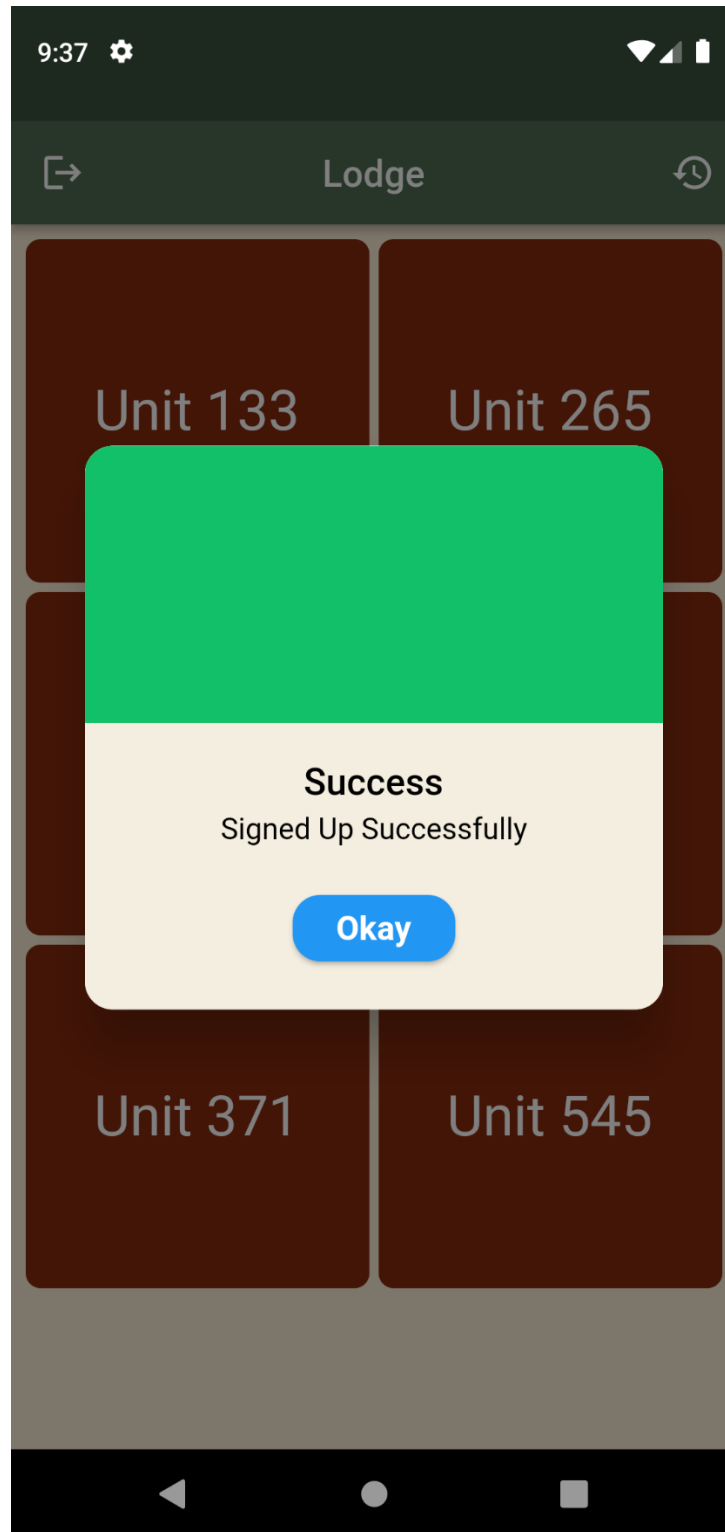 9:37
Lodge
Unit 133
Unit 265
Success
Signed Up Successfully
Okay
Unit 371
Unit 545